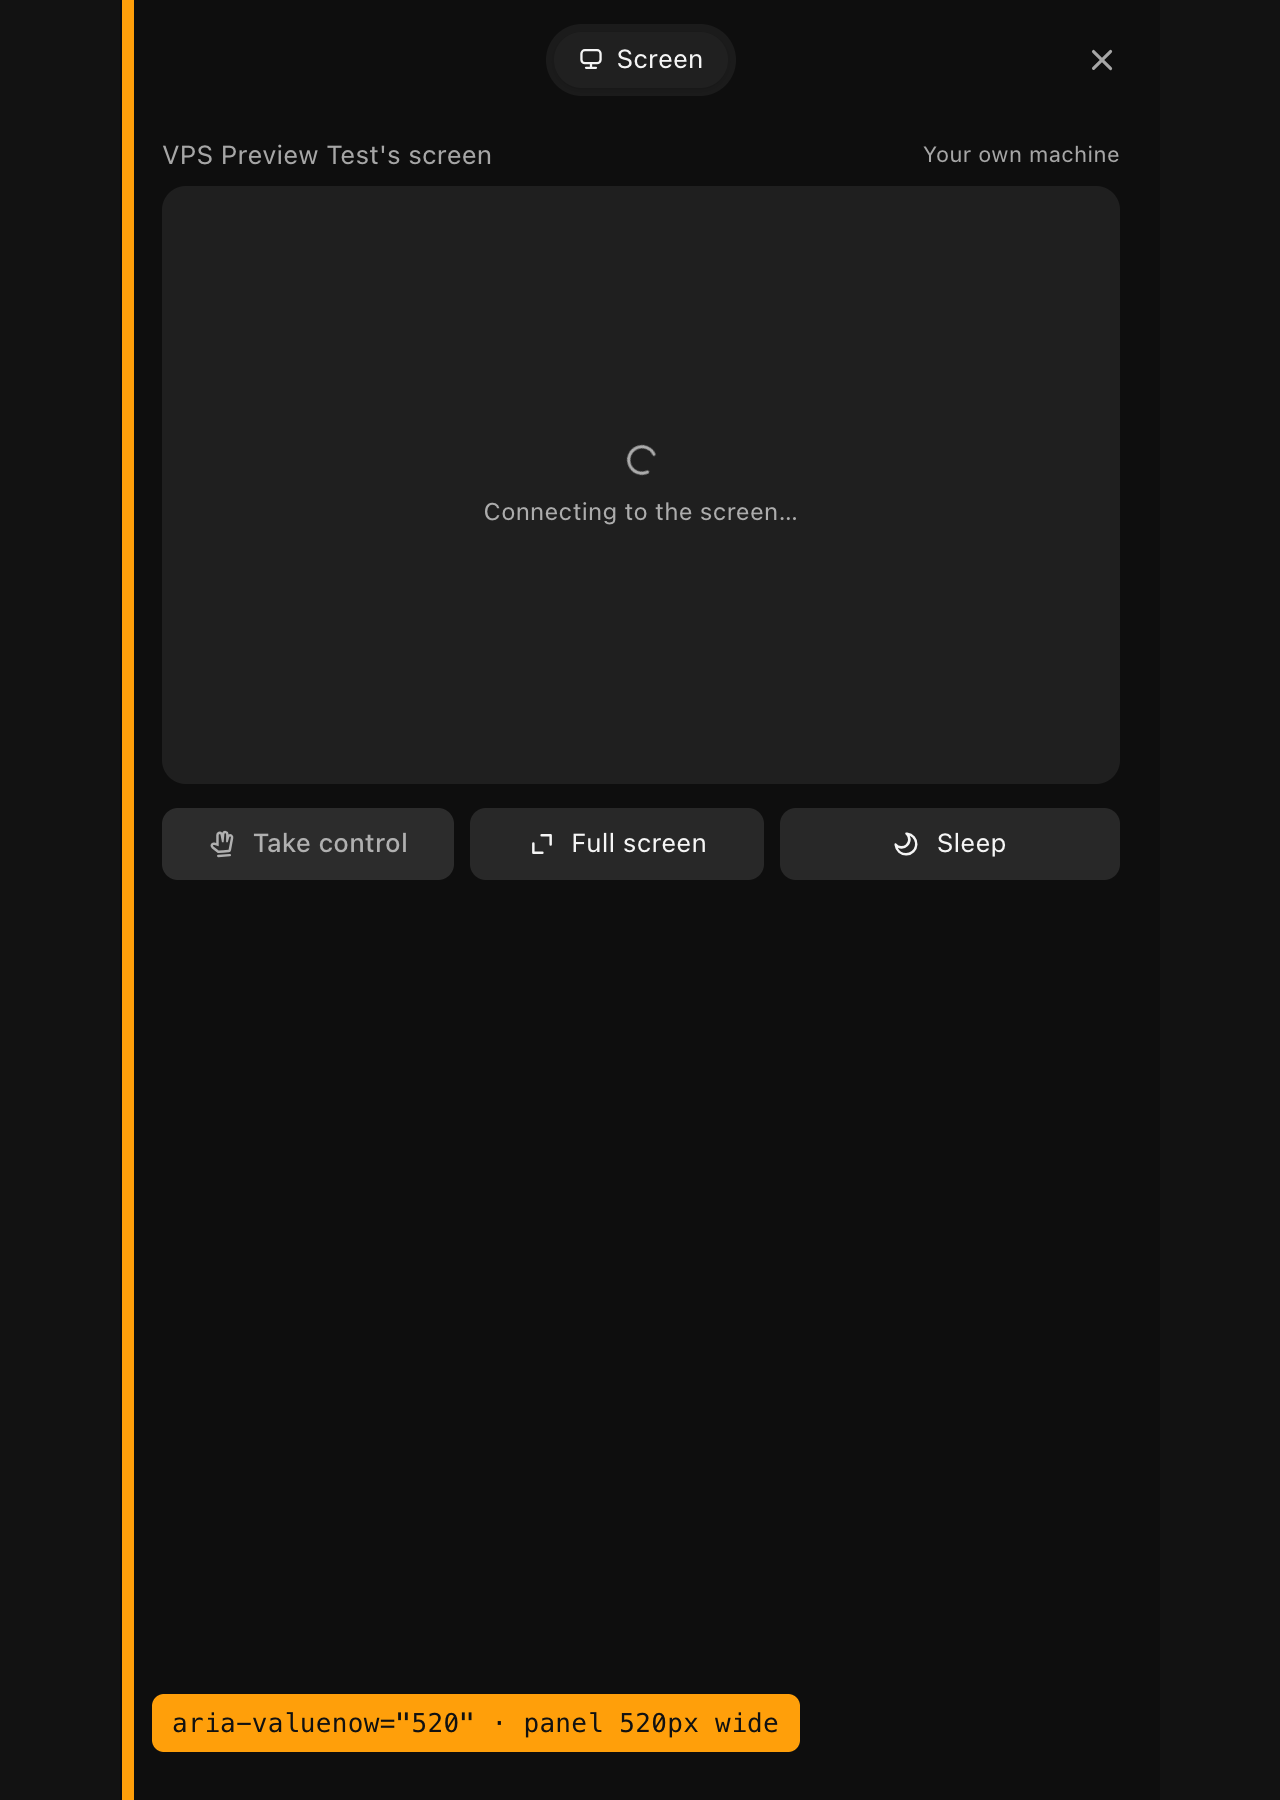 Screen
VPS Preview Test's screen
Your own machine
Connecting to the screen…
Take control
Full screen
Sleep
aria-valuenow="520" · panel 520px wide